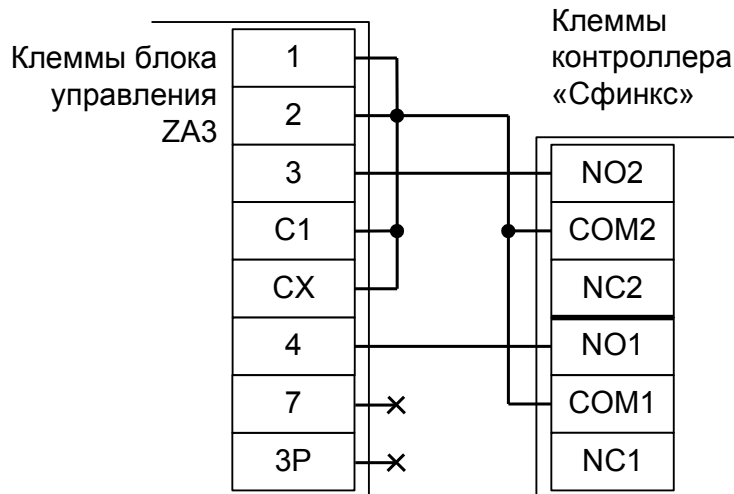 Клеммы блока
управления
ZA3
1
2
3
C1
CX
4
7
3P
Клеммы
контроллера
«Сфинкс»
NO2
COM2
NC2
NO1
COM1
NC1